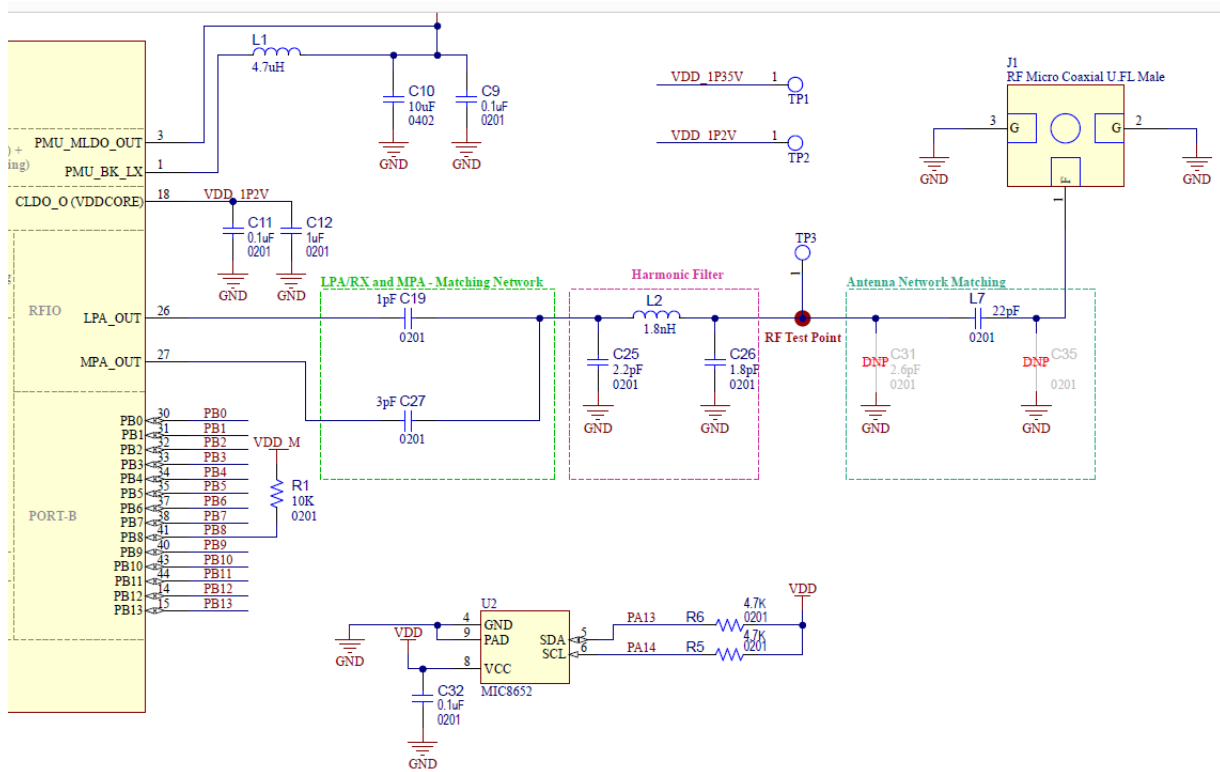 L1
4.7uH
C10
10uF
0402
C9
0.1uF
0201
GND
GND
VDD_1P35V
1
TP1
VDD_1P2V
1
TP2
J1
RF Micro Coaxial U.FL Male
3
G
G
2
F
1
GND
GND
) +
ing)
PMU_MLDO_OUT
3
PMU_BK_LX
1
CLDO_O (VDDCORE)
18
VDD_1P2V
C11
0.1uF
0201
C12
1uF
0201
GND
GND
RFIO
LPA_OUT
26
MPA_OUT
27
LPA/RX and MPA - Matching Network
1pF C19
0201
3pF C27
0201
Harmonic Filter
L2
1.8nH
C25
2.2pF
0201
C26
1.8pF
0201
GND
GND
TP3
1
RF Test Point
Antenna Network Matching
L7
22pF
0201
DNP
C31
2.6pF
0201
DNP
C35
0201
GND
GND
PORT-B
PB0 30 PB0
PB1 31 PB1
PB2 32 PB2
PB3 33 PB3
PB4 34 PB4
PB5 35 PB5
PB6 37 PB6
PB7 38 PB7
PB8 41 PB8
PB9 40 PB9
PB10 43 PB10
PB11 44 PB11
PB12 14 PB12
PB13 15 PB13
VDD_M
R1
10K
0201
U2
4 GND
9 PAD
8 VCC
SDA 5
SCL 6
MIC8652
GND
VDD
C32
0.1uF
0201
GND
PA13
R6
4.7K
0201
PA14
R5
4.7K
0201
VDD